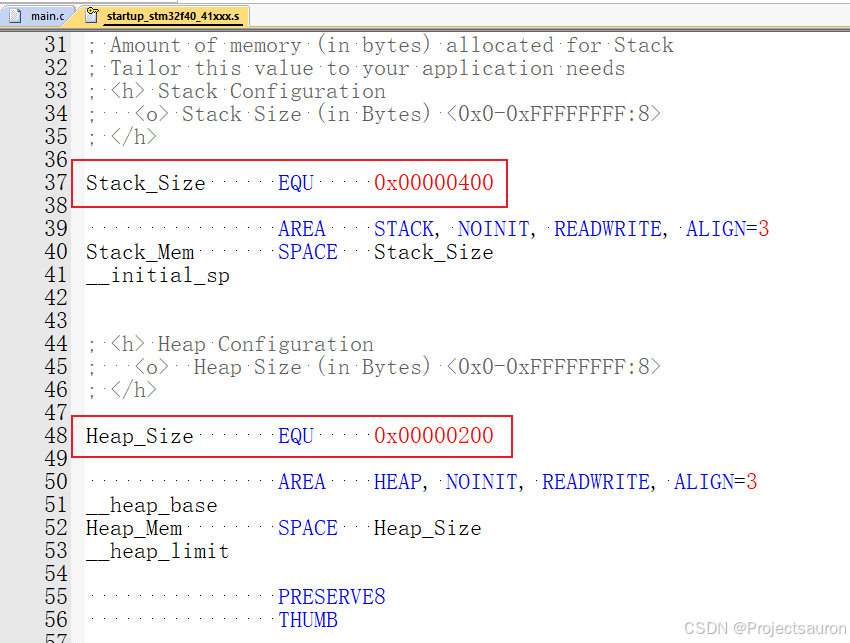 main.c startup_stm32f40_41xxx.s
31 ; Amount of memory (in bytes) allocated for Stack
32 ; Tailor this value to your application needs
33 ; <h> Stack Configuration
34 ;   <o> Stack Size (in Bytes) <0x0-0xFFFFFFFF:8>
35 ; </h>
36
37 Stack_Size      EQU     0x00000400
38
39                 AREA    STACK, NOINIT, READWRITE, ALIGN=3
40 Stack_Mem       SPACE   Stack_Size
41 __initial_sp
42
43
44 ; <h> Heap Configuration
45 ;   <o>  Heap Size (in Bytes) <0x0-0xFFFFFFFF:8>
46 ; </h>
47
48 Heap_Size       EQU     0x00000200
49
50                 AREA    HEAP, NOINIT, READWRITE, ALIGN=3
51 __heap_base
52 Heap_Mem        SPACE   Heap_Size
53 __heap_limit
54
55                 PRESERVE8
56                 THUMB
57
CSDN @Projectsauron